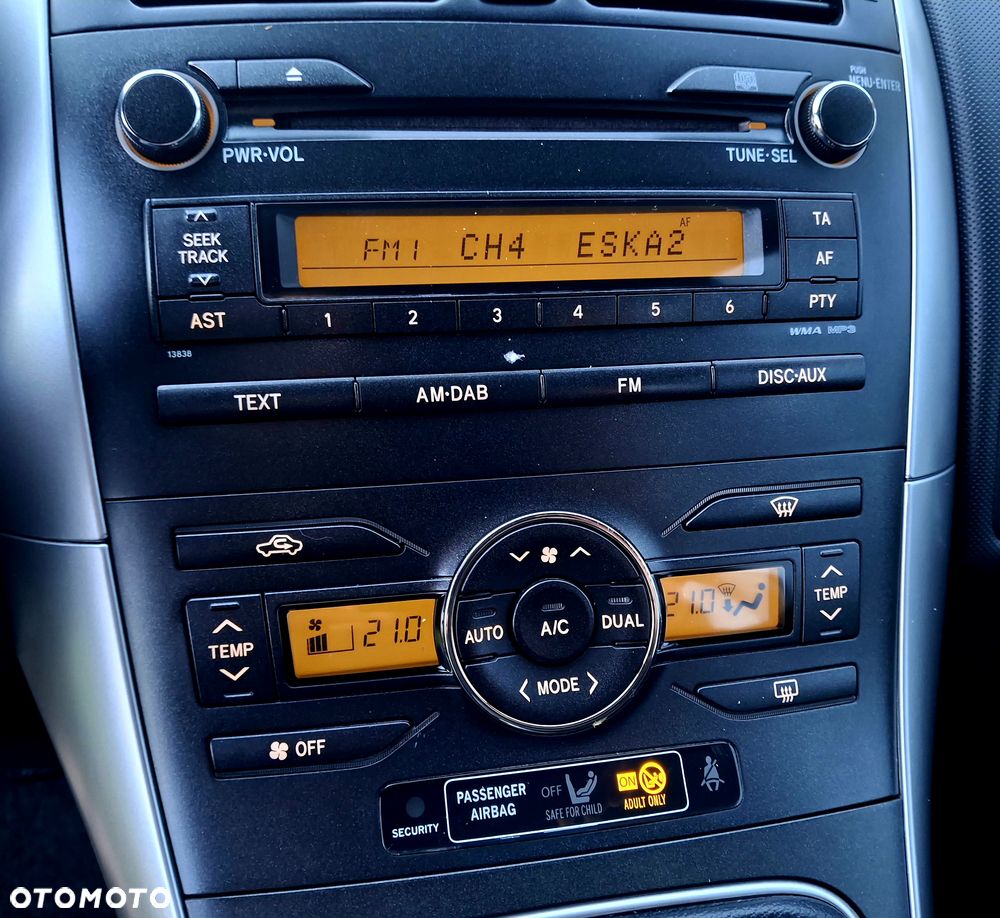 PUSH
MENU·ENTER
PWR·VOL
TUNE·SEL
SEEK
TRACK
AF
FM1 CH4 ESKA2
TA
AF
PTY
AST 1 2 3 4 5 6
WMA MP3
13838
TEXT AM·DAB FM DISC·AUX
TEMP
21.0
AUTO A/C DUAL
21.0
TEMP
MODE
OFF
SECURITY
PASSENGER
AIRBAG
OFF
SAFE FOR CHILD
ON
ADULT ONLY
OTOMOTO